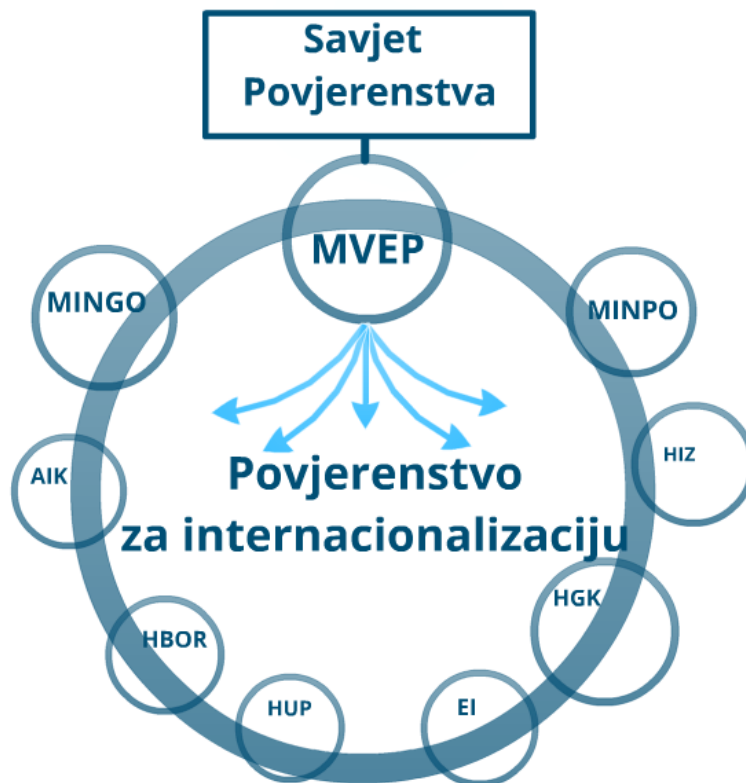 Savjet
Povjerenstva
MVEP
MINGO
MINPO
AIK
HIZ
Povjerenstvo
za internacionalizaciju
HGK
HBOR
HUP
EI